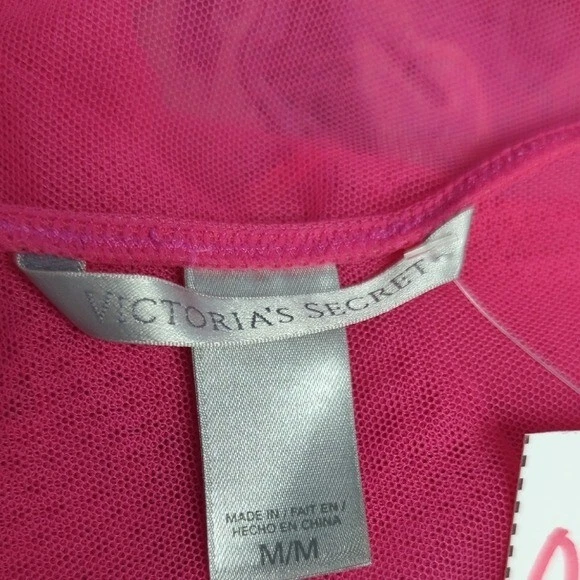 VICTORIA'S SECRET
MADE IN / FAIT EN /
HECHO EN CHINA
M/M